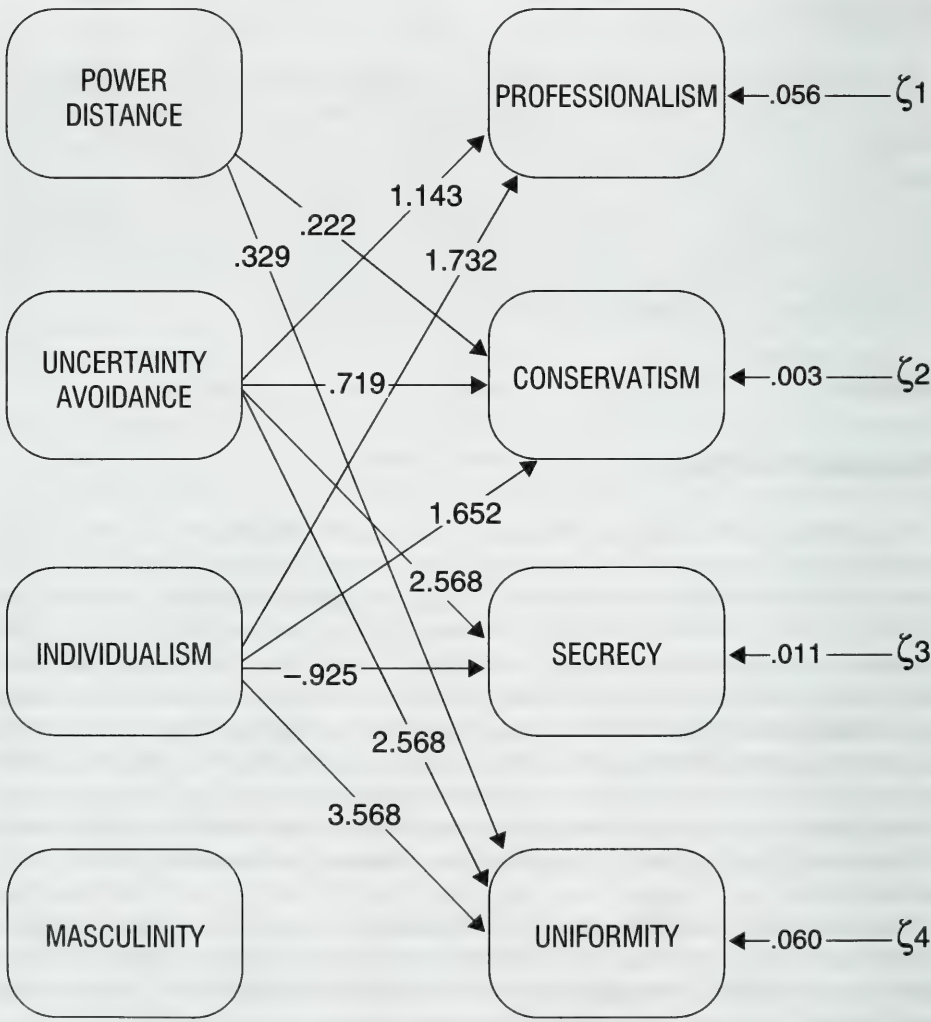 POWER
DISTANCE
PROFESSIONALISM
.056
ζ1
1.143
.222
.329
1.732
UNCERTAINTY
AVOIDANCE
.719
CONSERVATISM
.003
ζ2
1.652
2.568
INDIVIDUALISM
−.925
SECRECY
.011
ζ3
2.568
3.568
MASCULINITY
UNIFORMITY
.060
ζ4